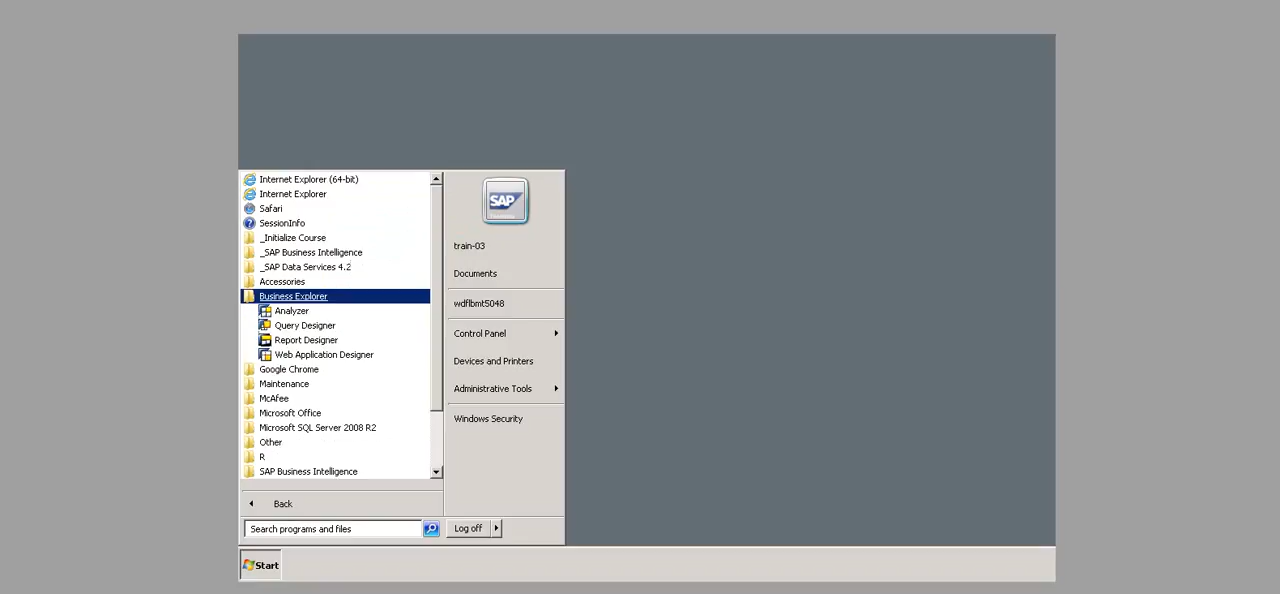 Internet Explorer (64-bit)
Internet Explorer
Safari
SessionInfo
_Initialize Course
_SAP Business Intelligence
_SAP Data Services 4.2
Accessories
Business Explorer
Analyzer
Query Designer
Report Designer
Web Application Designer
Google Chrome
Maintenance
McAfee
Microsoft Office
Microsoft SQL Server 2008 R2
Other
R
SAP Business Intelligence
Back
Search programs and files
SAP
train-03
Documents
wdflbmt5048
Control Panel
Devices and Printers
Administrative Tools
Windows Security
Log off
Start